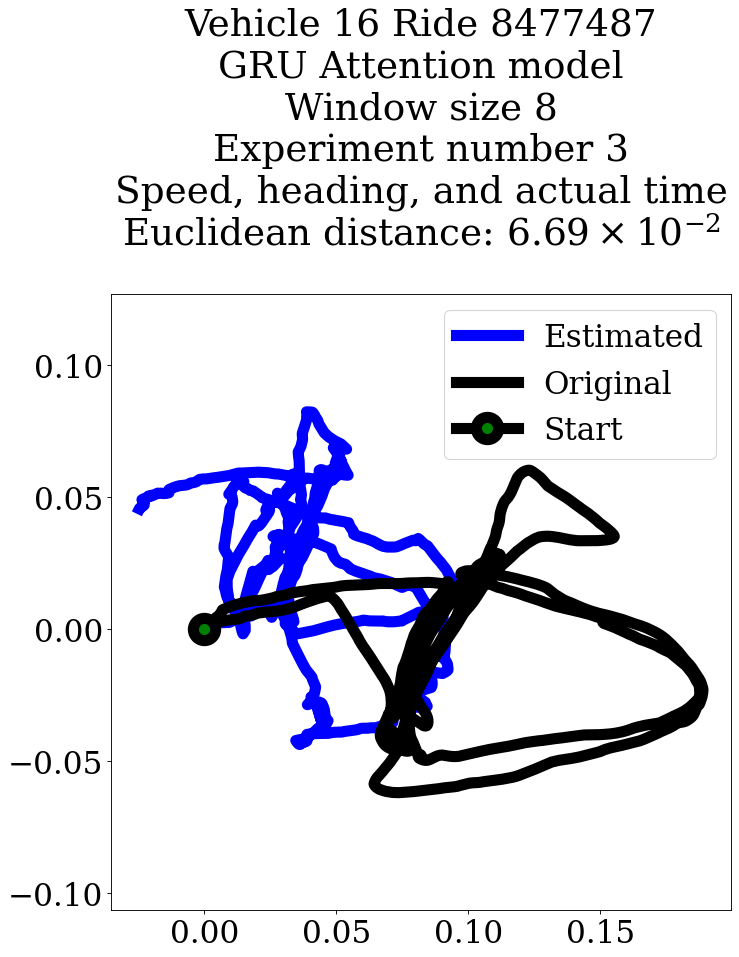 Vehicle 16 Ride 8477487
GRU Attention model
Window size 8
Experiment number 3
Speed, heading, and actual time
Euclidean distance: 6.69 × 10⁻²
Estimated
Original
Start
0.10
0.05
0.00
−0.05
−0.10
0.00 0.05 0.10 0.15